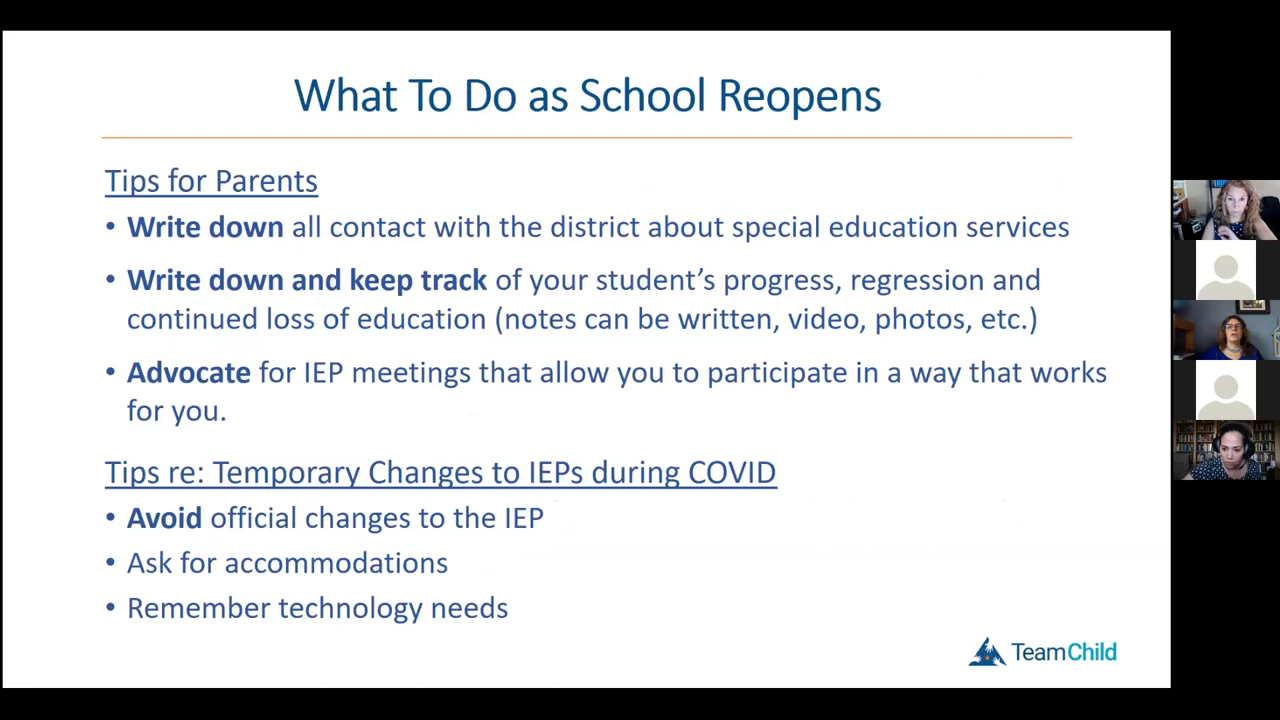 What To Do as School Reopens
Tips for Parents
• Write down all contact with the district about special education services
• Write down and keep track of your student's progress, regression and
continued loss of education (notes can be written, video, photos, etc.)
• Advocate for IEP meetings that allow you to participate in a way that works
for you.
Tips re: Temporary Changes to IEPs during COVID
• Avoid official changes to the IEP
• Ask for accommodations
• Remember technology needs
TeamChild